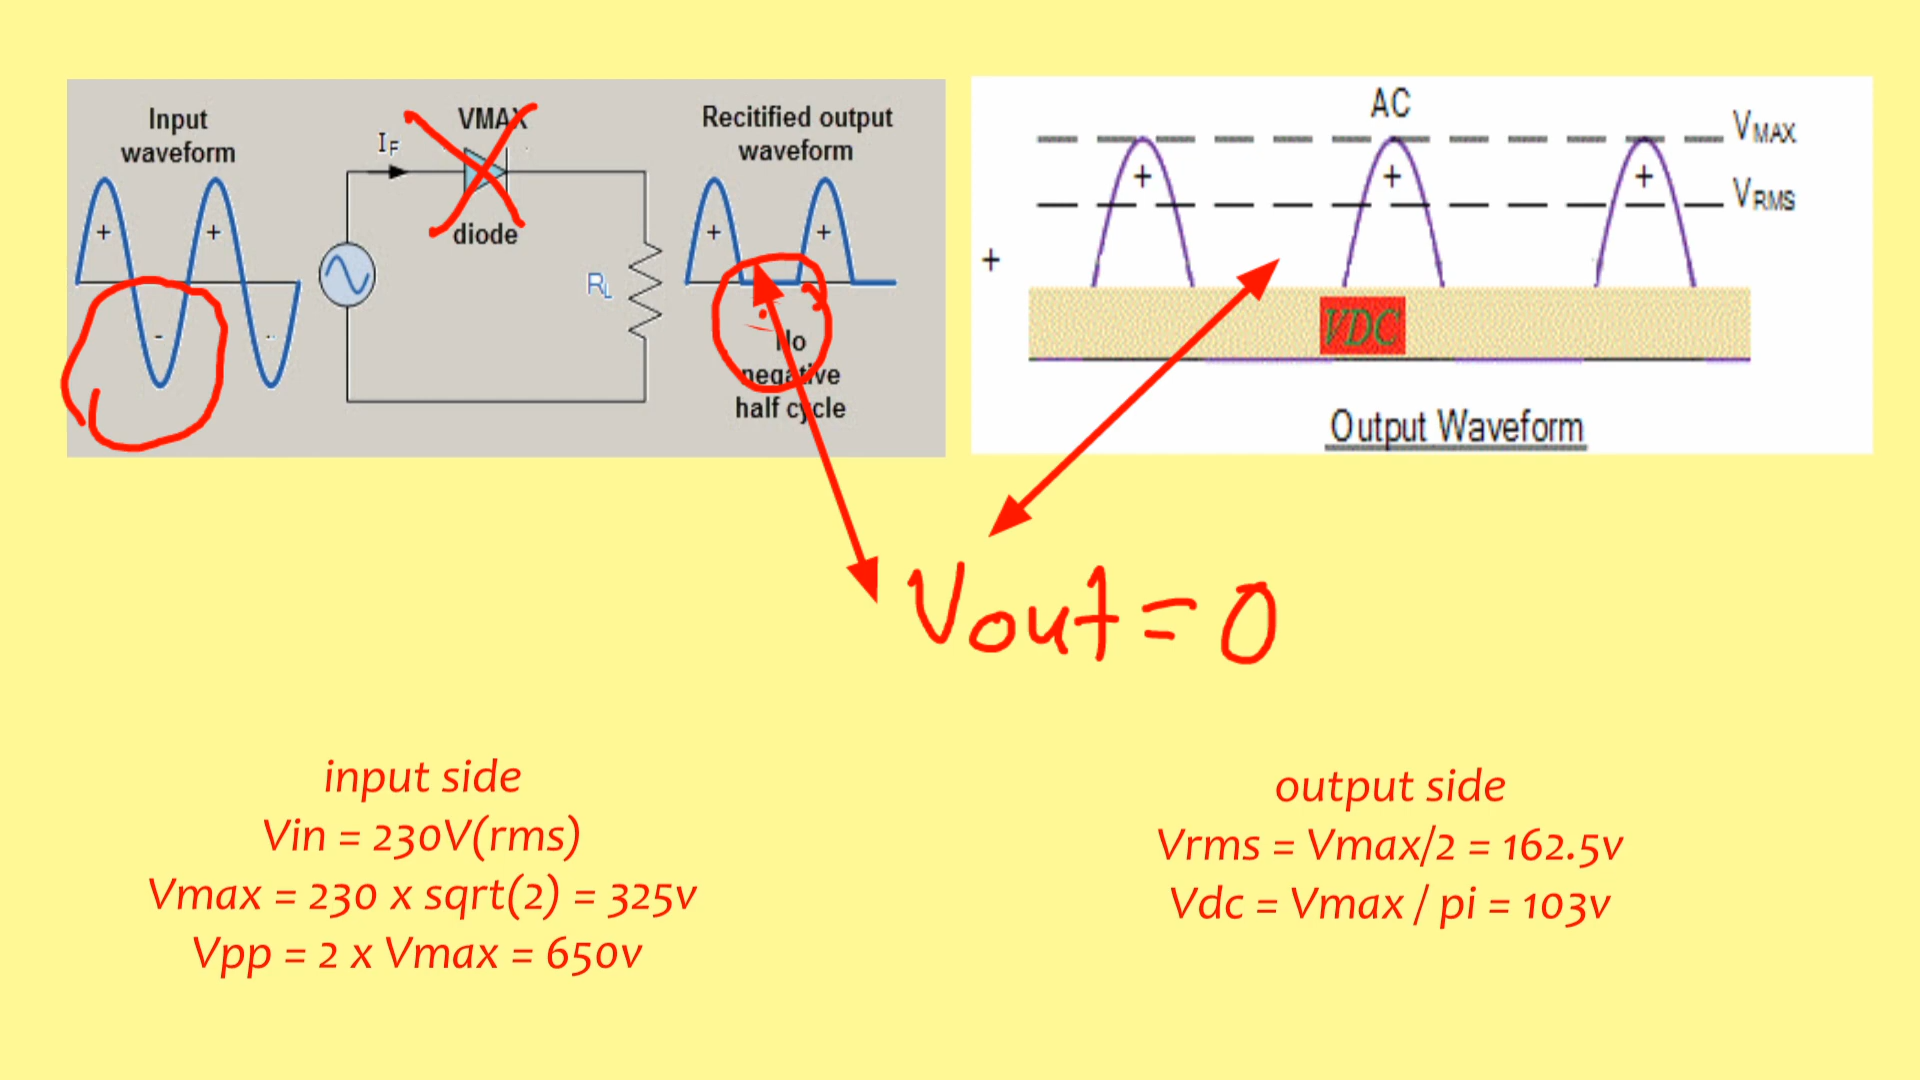 Input
waveform
+
+
-
-
IF
VMAX
diode
RL
Recitified output
waveform
+
+
No
negative
half cycle
AC
VMAX
VRMS
+
+
+
+
VDC
Output Waveform
Vout = 0
input side
Vin = 230V(rms)
Vmax = 230 x sqrt(2) = 325v
Vpp = 2 x Vmax = 650v
output side
Vrms = Vmax/2 = 162.5v
Vdc = Vmax / pi = 103v